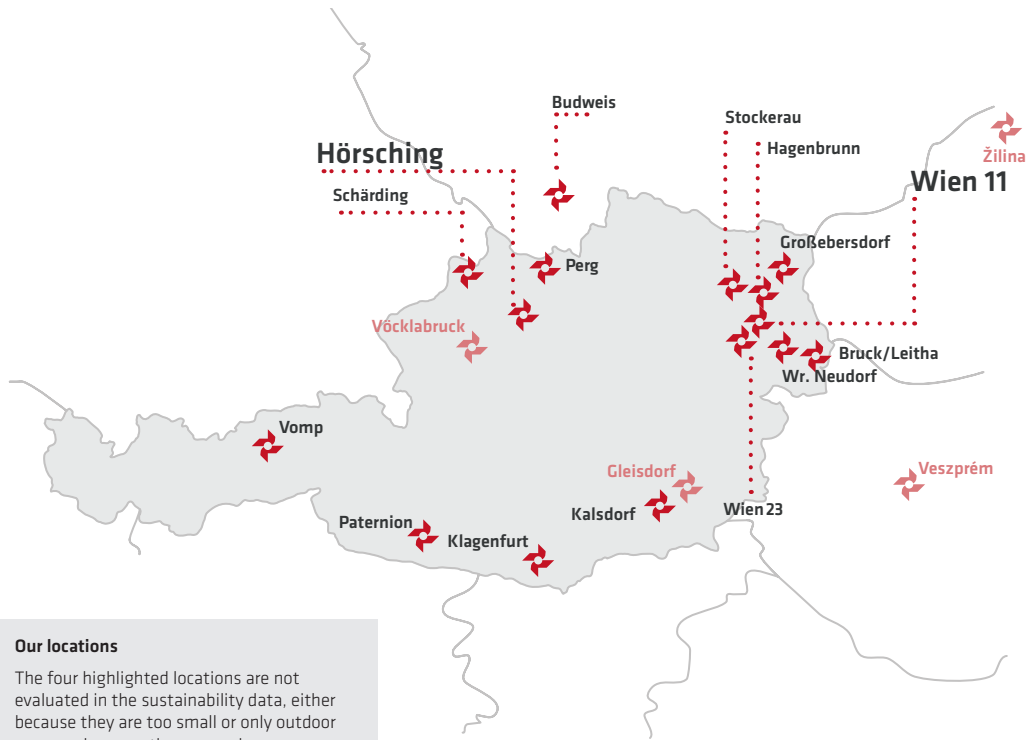 Budweis
Stockerau
Hagenbrunn
Žilina
Hörsching
Wien 11
Schärding
Großebersdorf
Perg
Vöcklabruck
Bruck/Leitha
Wr. Neudorf
Vomp
Gleisdorf
Veszprém
Kalsdorf
Wien 23
Paternion
Klagenfurt
Our locations
The four highlighted locations are not
evaluated in the sustainability data, either
because they are too small or only outdoor